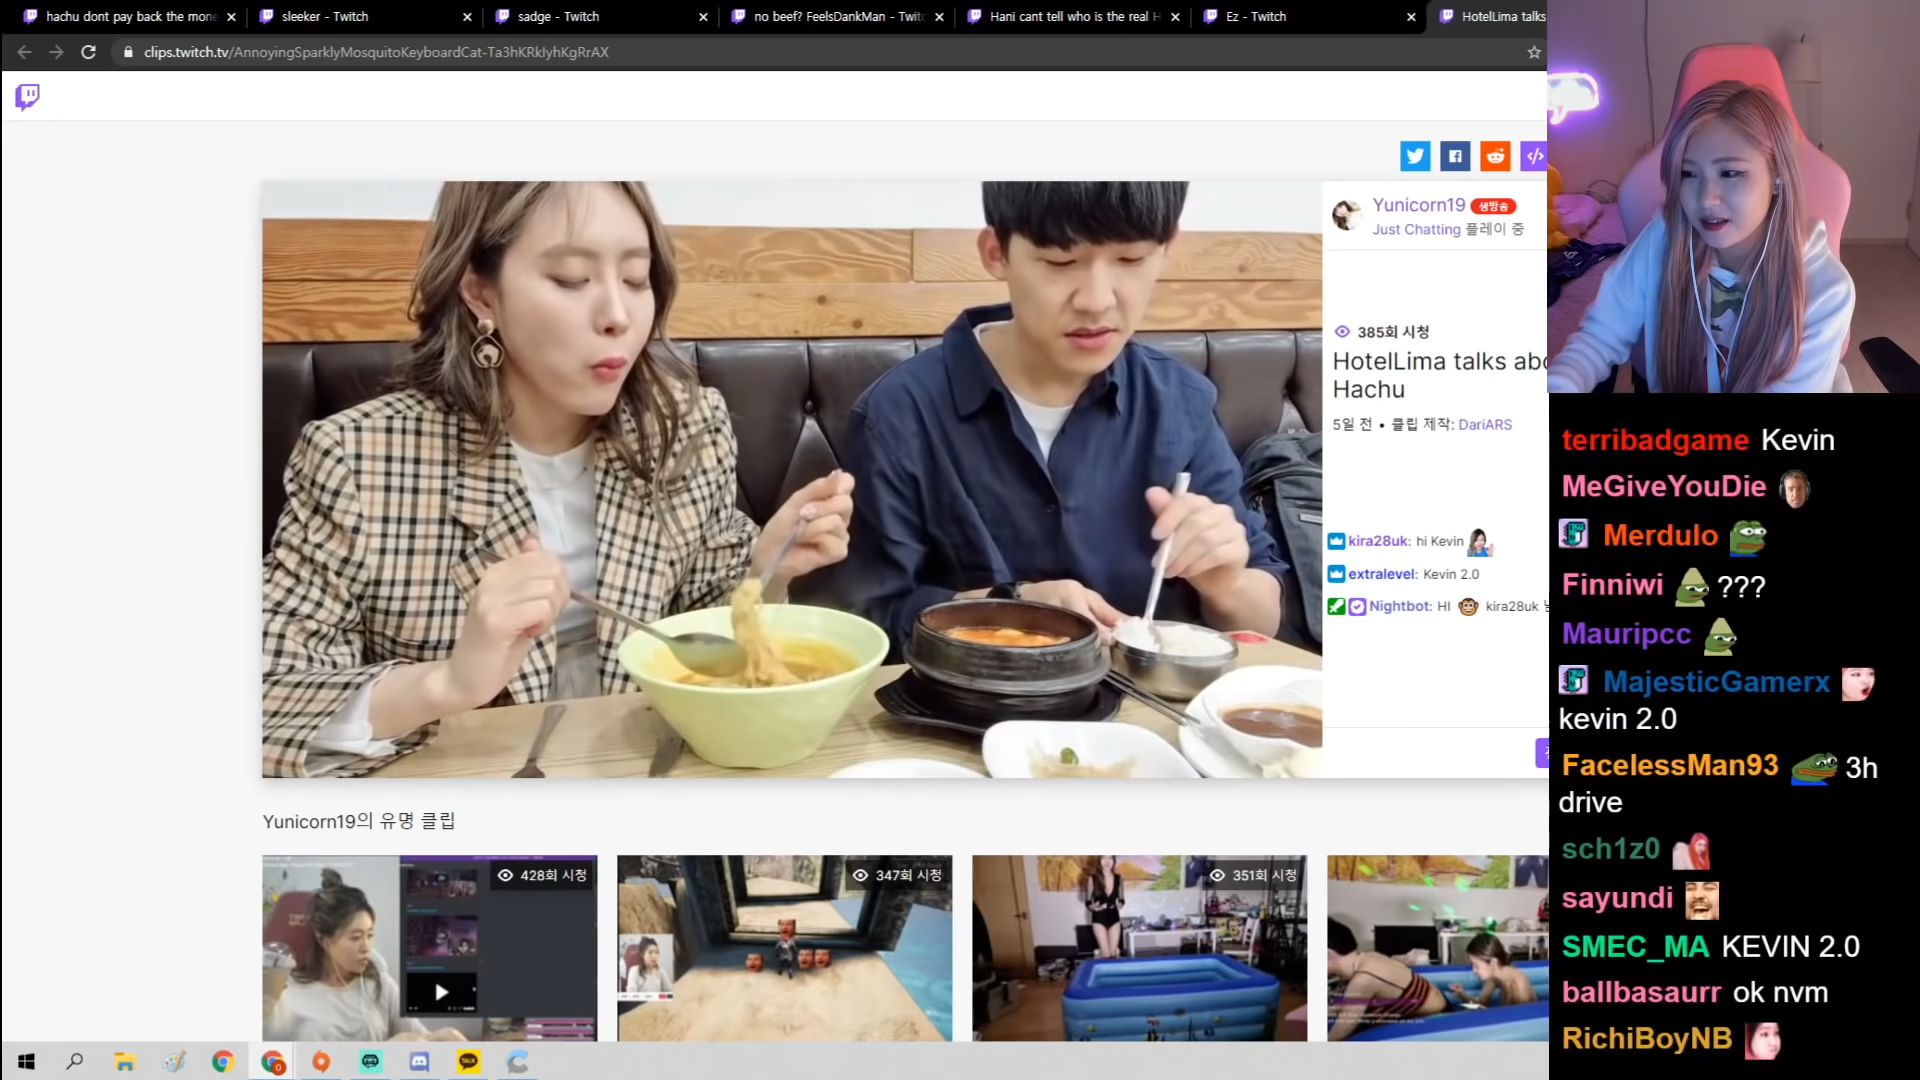 hachu dont pay back the mone
sleeker - Twitch
sadge - Twitch
no beef? FeelsDankMan - Twitc
Hani cant tell who is the real H
Ez - Twitch
HotelLima talks
clips.twitch.tv/AnnoyingSparklyMosquitoKeyboardCat-Ta3hKRkIyhKgRrAX
Yunicorn19 생방송
Just Chatting 플레이 중
385회 시청
HotelLima talks abo
Hachu
5일 전 • 클립 제작: DariARS
kira28uk: hi Kevin
extralevel: Kevin 2.0
Nightbot: HI kira28uk
Yunicorn19의 유명 클립
428회 시청
347회 시청
351회 시청
TALK
terribadgame Kevin
MeGiveYouDie
Merdulo
Finniwi ???
Mauripcc
MajesticGamerx
kevin 2.0
FacelessMan93 3h
drive
sch1z0
sayundi
SMEC_MA KEVIN 2.0
ballbasaurr ok nvm
RichiBoyNB